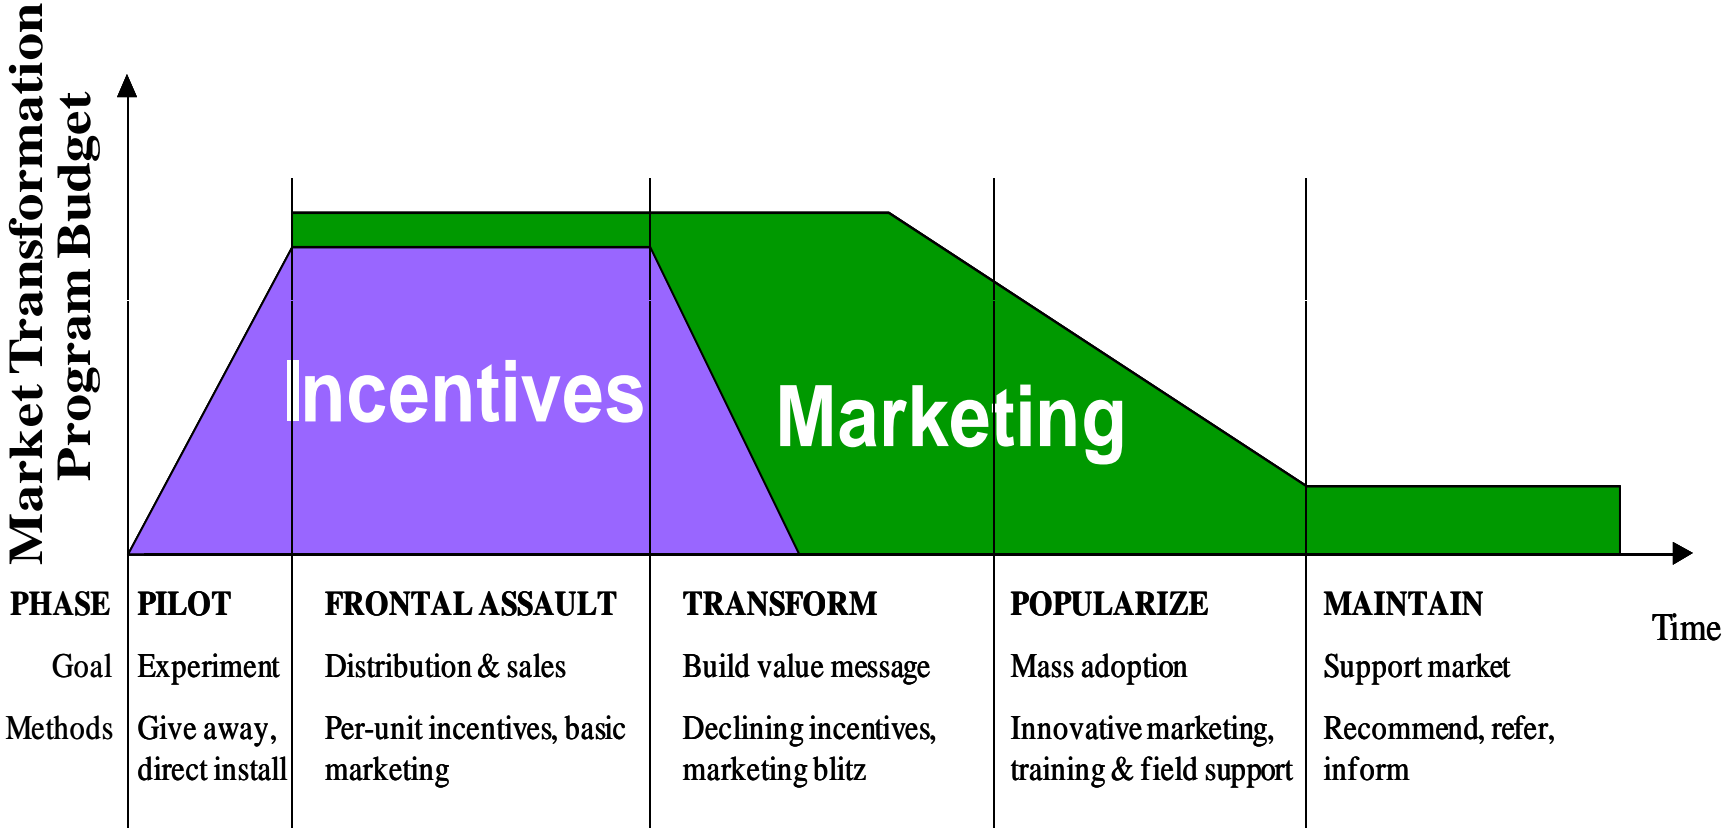 Market Transformation
Program Budget
Incentives
Marketing
PHASE PILOT FRONTAL ASSAULT TRANSFORM POPULARIZE MAINTAIN
Time
Goal Experiment Distribution & sales Build value message Mass adoption Support market
Methods Give away, Per-unit incentives, basic Declining incentives, Innovative marketing, Recommend, refer,
direct install marketing marketing blitz training & field support inform